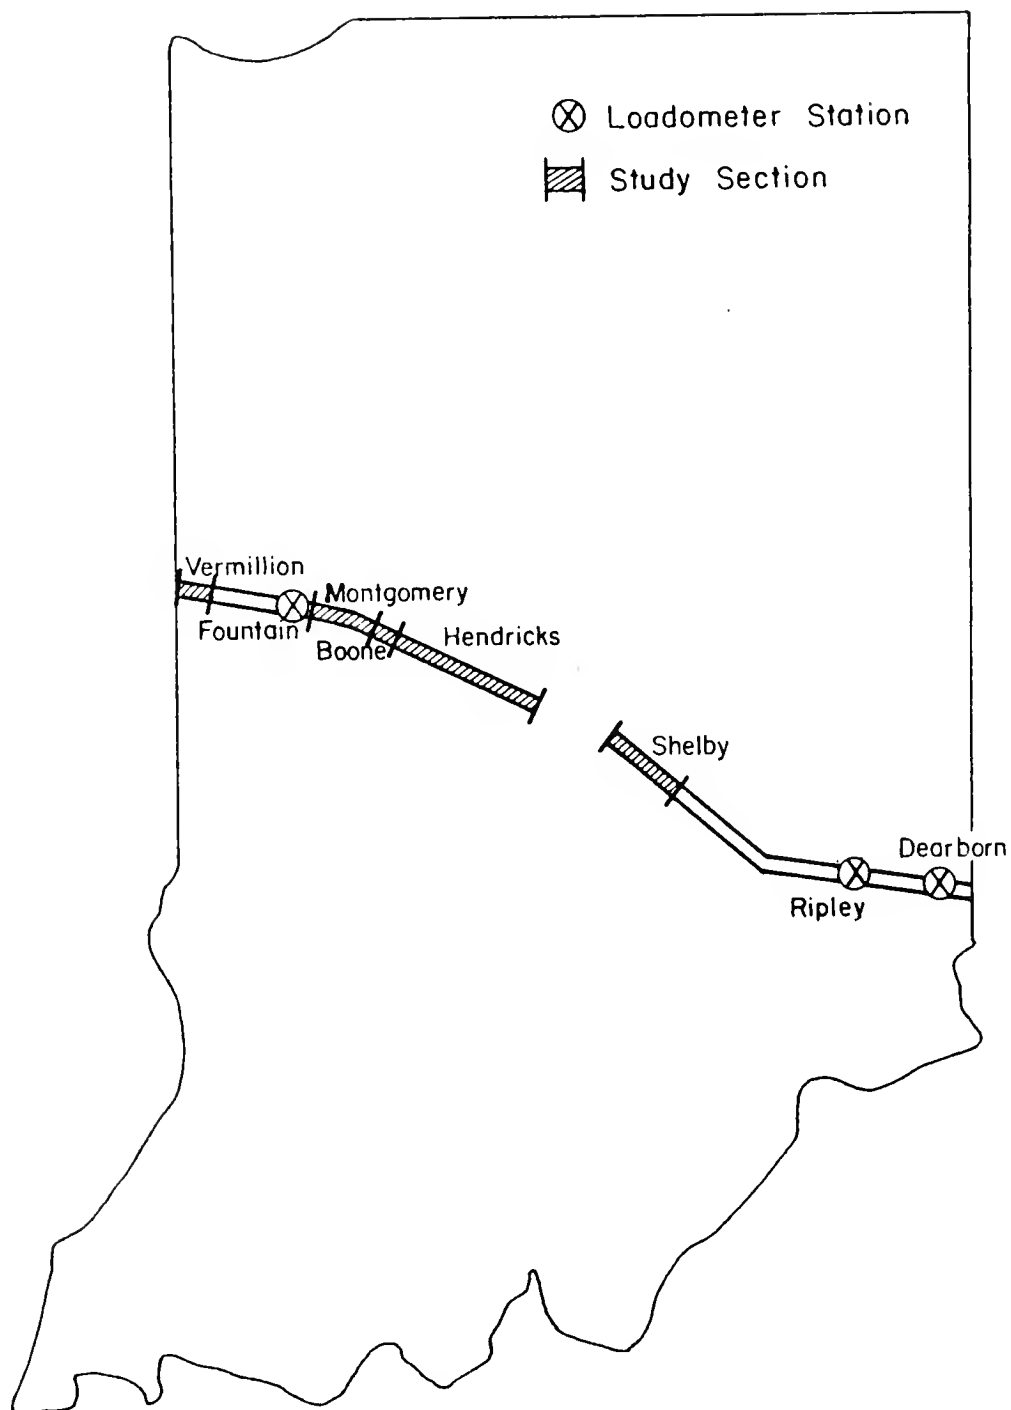 Loadometer Station
Study Section
Vermillion
Montgomery
Fountain
Hendricks
Boone
Shelby
Dearborn
Ripley